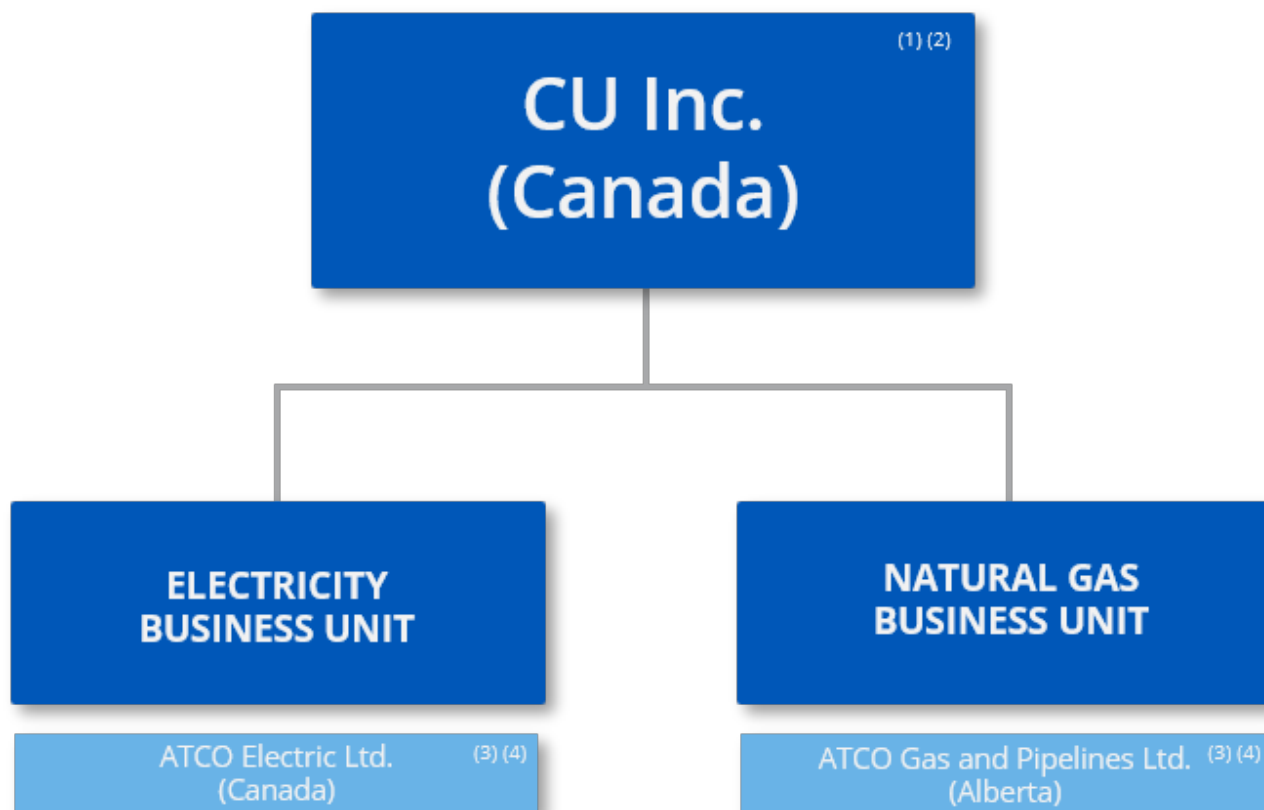 (1) (2)
CU Inc.
(Canada)
ELECTRICITY
BUSINESS UNIT
NATURAL GAS
BUSINESS UNIT
ATCO Electric Ltd. (3) (4)
(Canada)
ATCO Gas and Pipelines Ltd. (3) (4)
(Alberta)